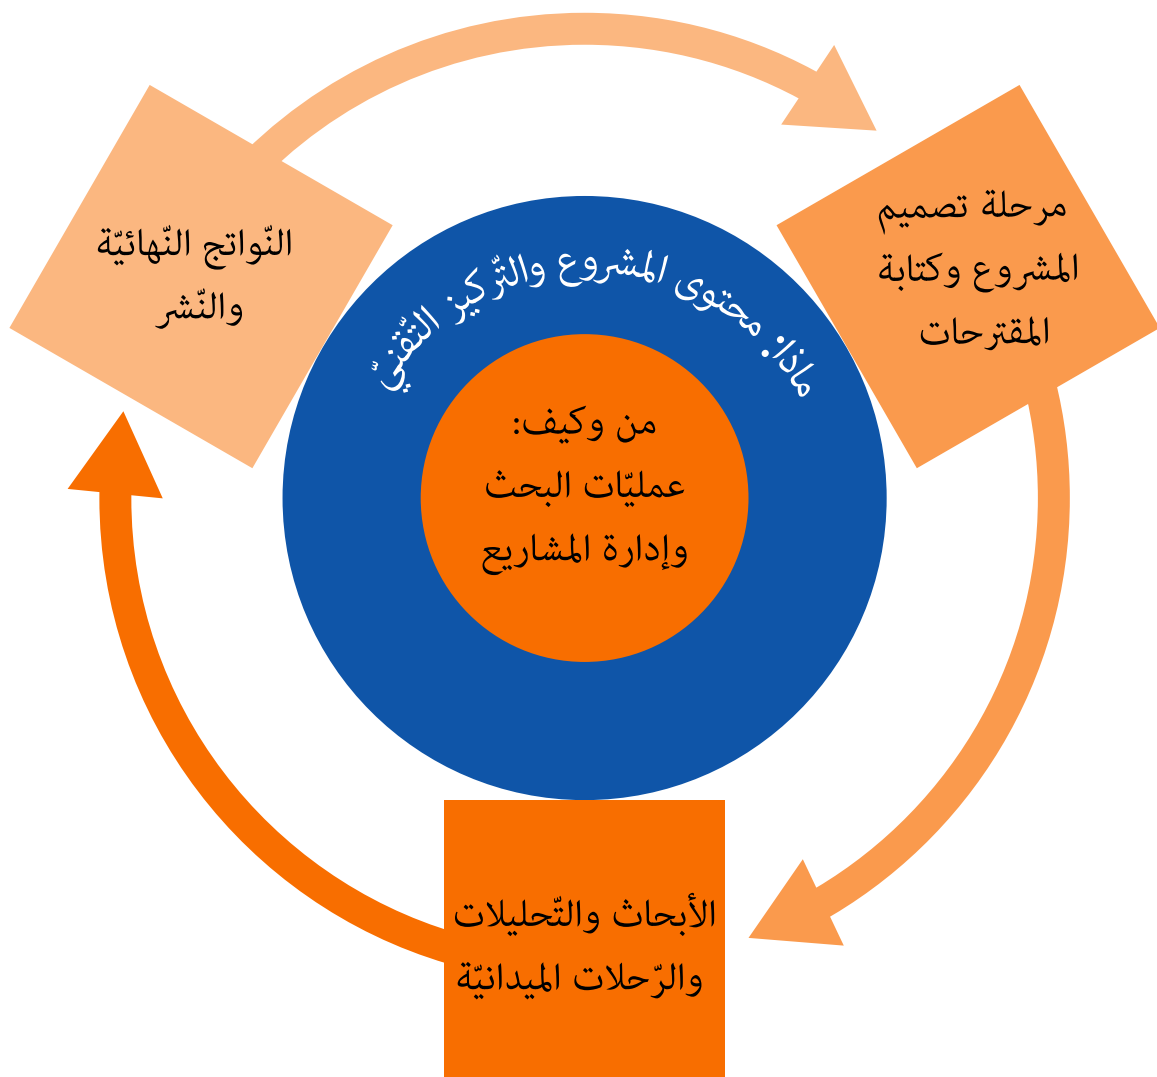 مرحلة تصميم
المشروع وكتابة
المقترحات
النّواتج النّهائيّة
والنّشر
ماذا: محتوى المشروع والتّركيز التّقنيّ
من وكيف:
عمليّات البحث
وإدارة المشاريع
الأبحاث والتّحليلات
والرّحلات الميدانيّة